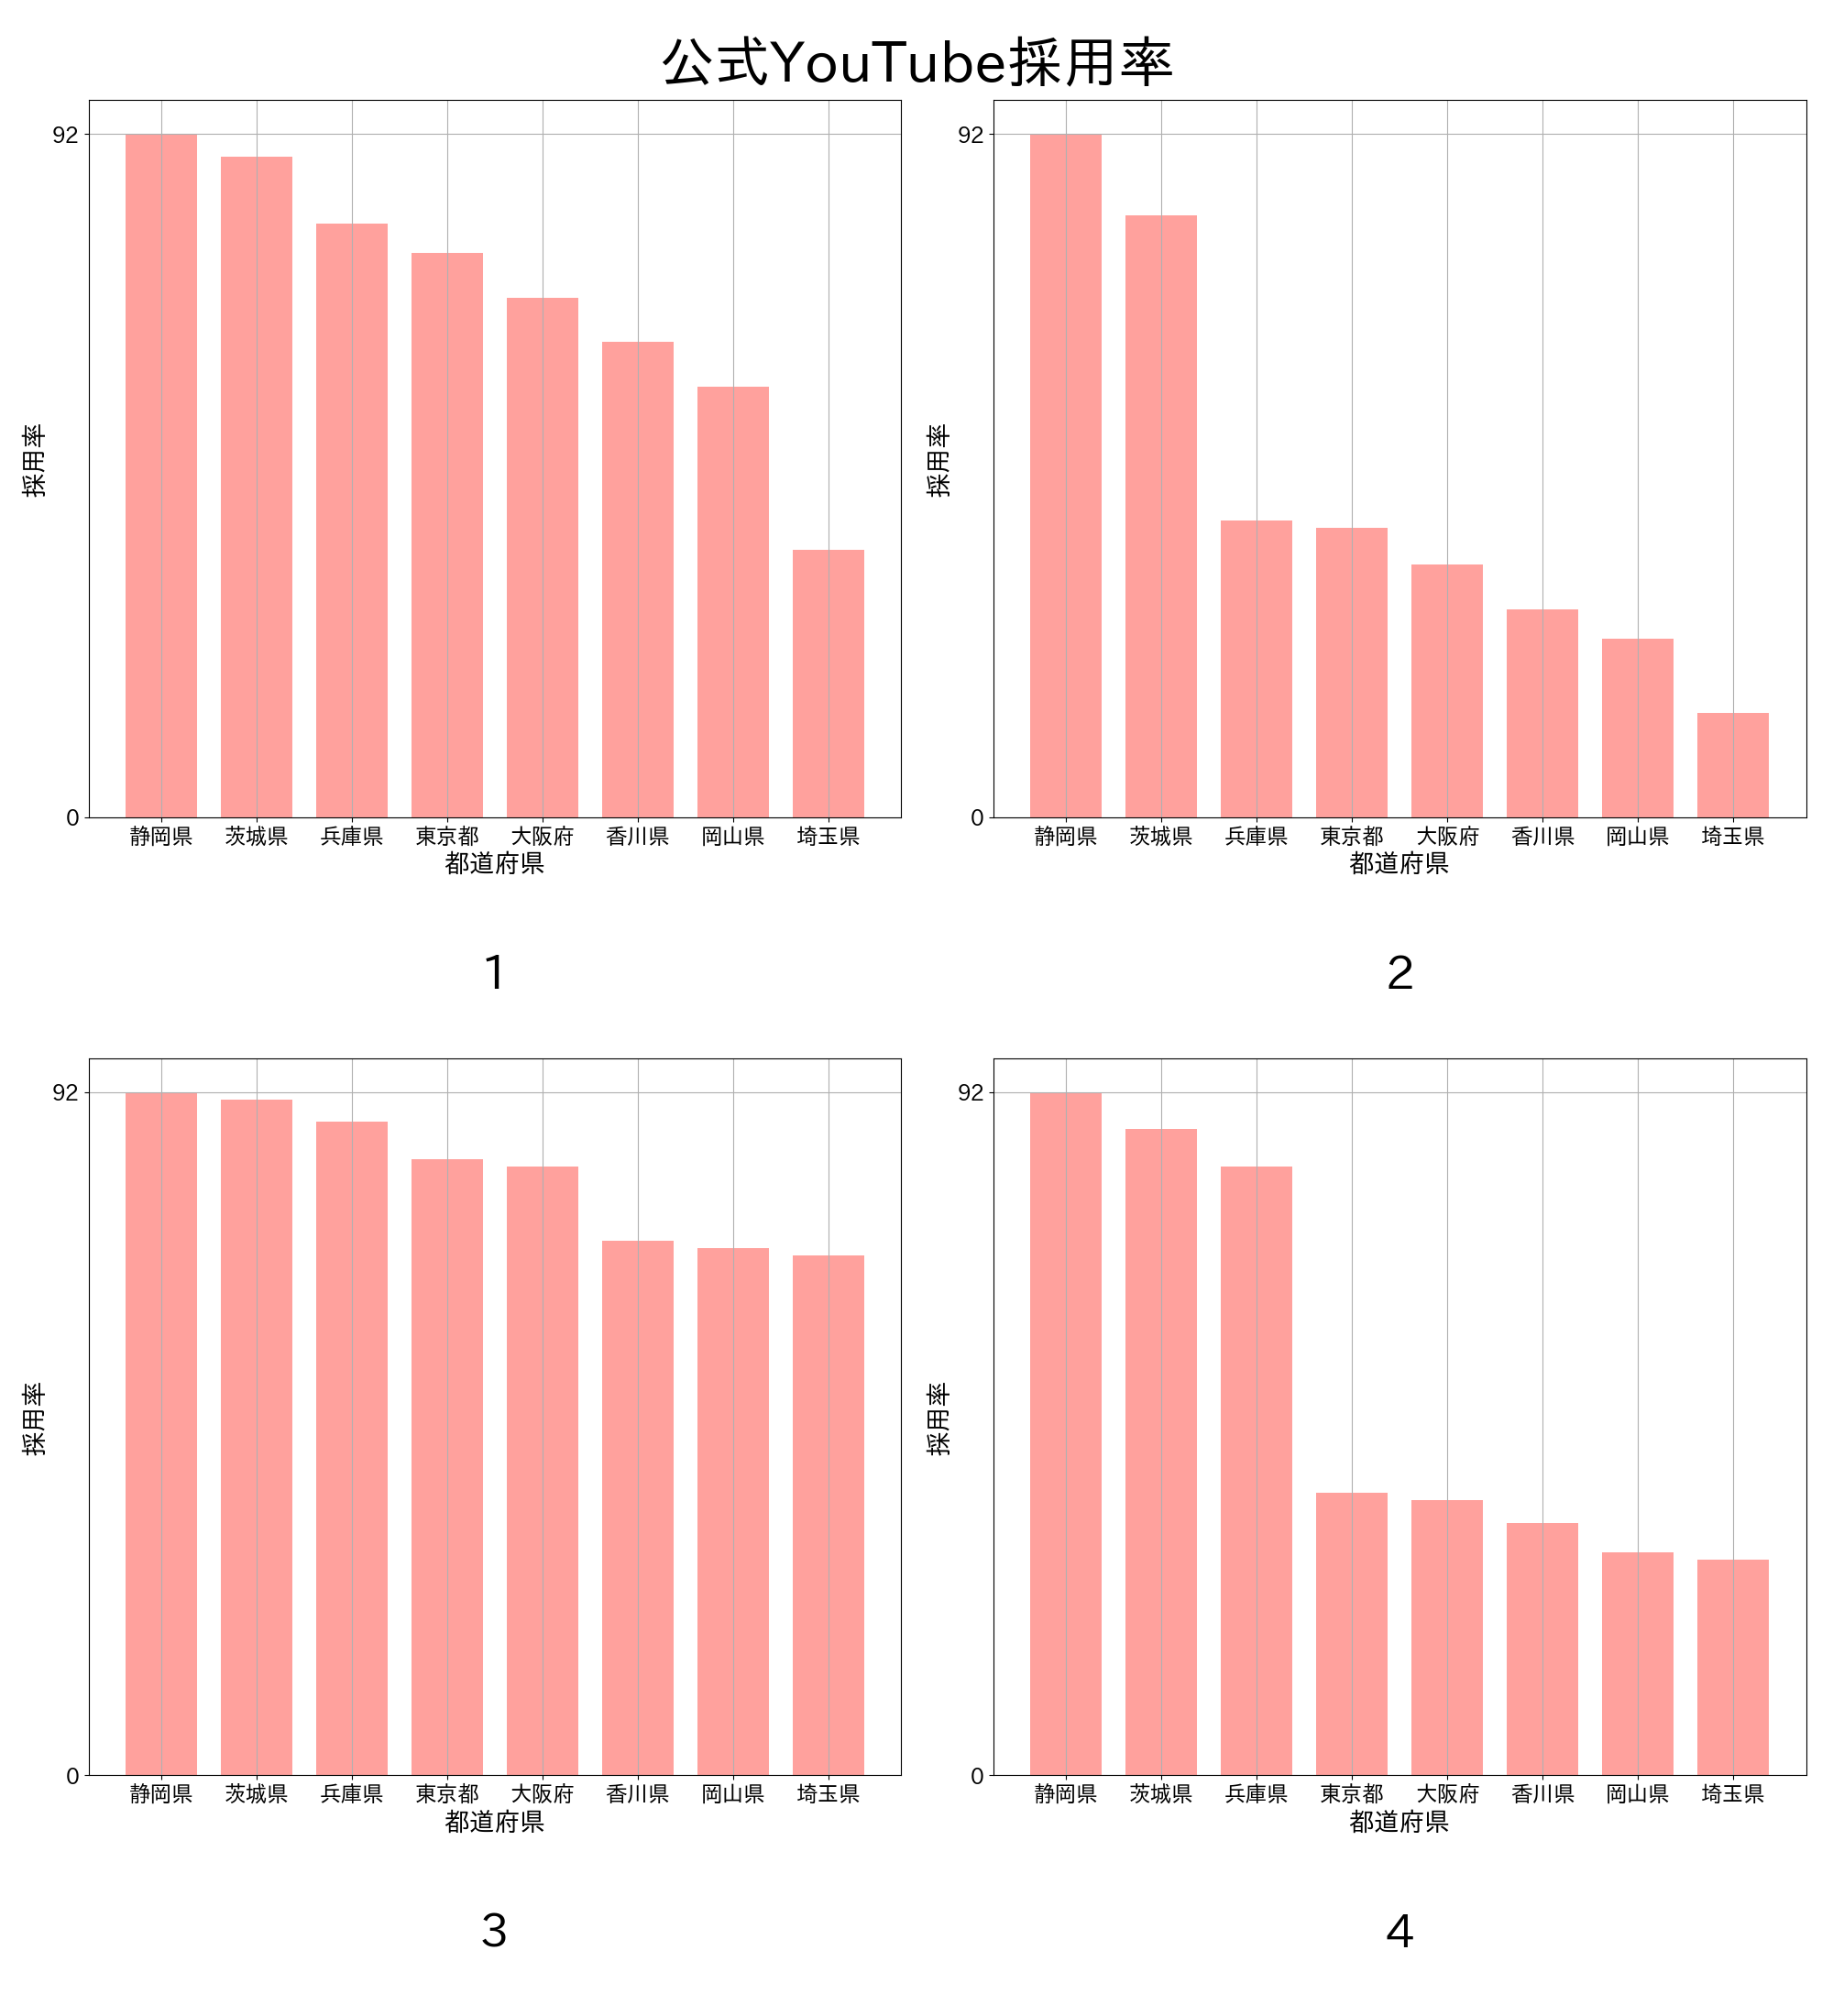 公式YouTube採用率
92
0
採用率
静岡県 茨城県 兵庫県 東京都 大阪府 香川県 岡山県 埼玉県
都道府県
1
92
0
採用率
静岡県 茨城県 兵庫県 東京都 大阪府 香川県 岡山県 埼玉県
都道府県
2
92
0
採用率
静岡県 茨城県 兵庫県 東京都 大阪府 香川県 岡山県 埼玉県
都道府県
3
92
0
採用率
静岡県 茨城県 兵庫県 東京都 大阪府 香川県 岡山県 埼玉県
都道府県
4